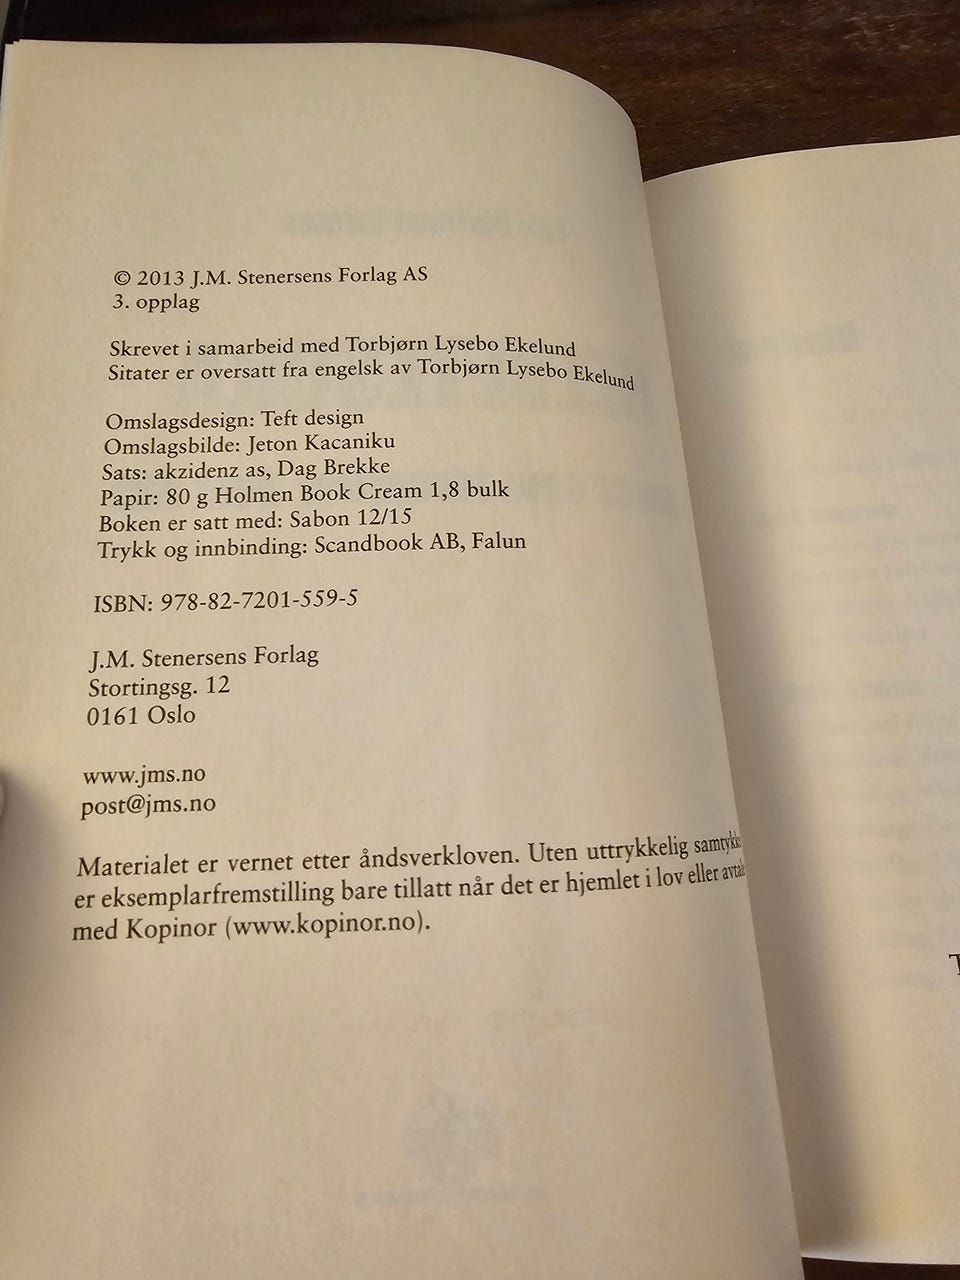 © 2013 J.M. Stenersens Forlag AS
3. opplag
Skrevet i samarbeid med Torbjørn Lysebo Ekelund
Sitater er oversatt fra engelsk av Torbjørn Lysebo Ekelund
Omslagsdesign: Teft design
Omslagsbilde: Jeton Kacaniku
Sats: akzidenz as, Dag Brekke
Papir: 80 g Holmen Book Cream 1,8 bulk
Boken er satt med: Sabon 12/15
Trykk og innbinding: Scandbook AB, Falun
ISBN: 978-82-7201-559-5
J.M. Stenersens Forlag
Stortingsg. 12
0161 Oslo
www.jms.no
post@jms.no
Materialet er vernet etter åndsverkloven. Uten uttrykkelig
er eksemplarfremstilling bare tillatt når det er hjemlet i lov eller
med Kopinor (www.kopinor.no).